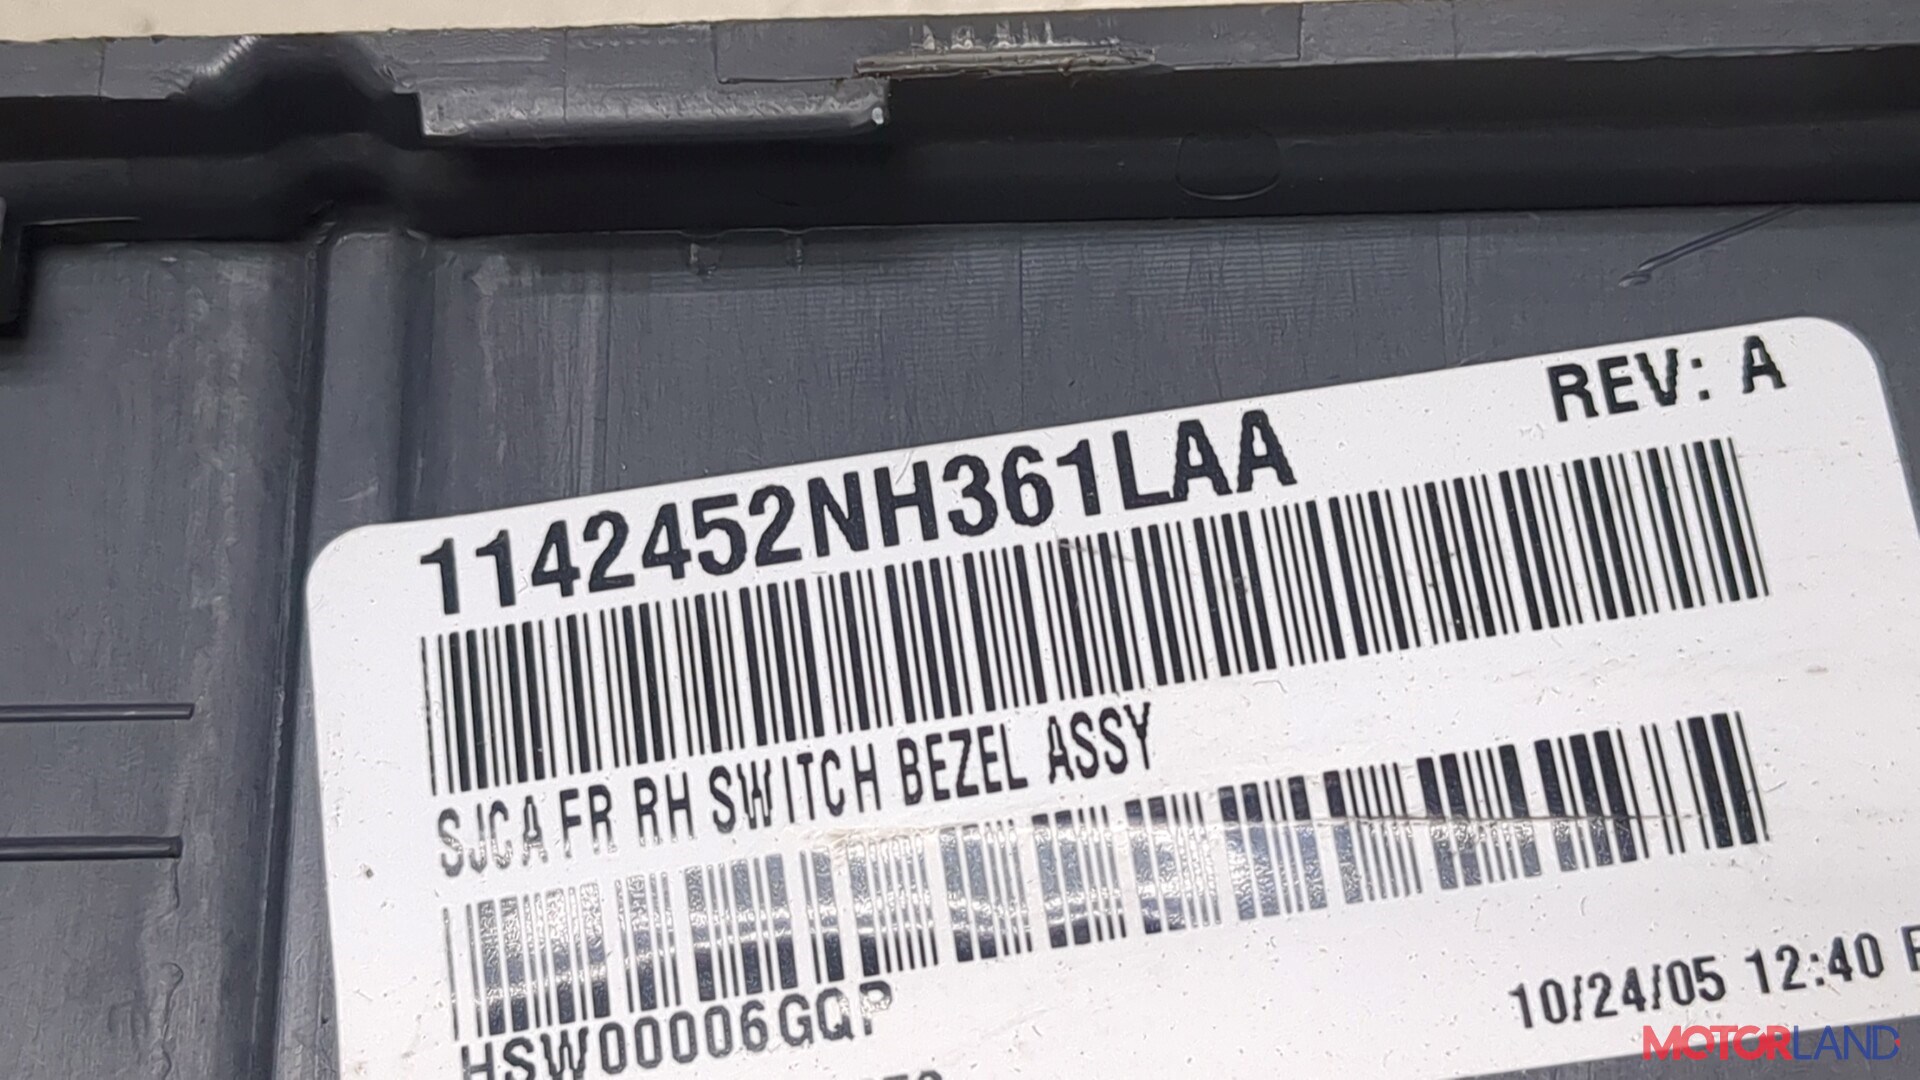 REV: A
1142452NH361LAA
SJCA FR RH SWITCH BEZEL ASSY
HSW00006GQP
10/24/05 12:40
MOTORLAND